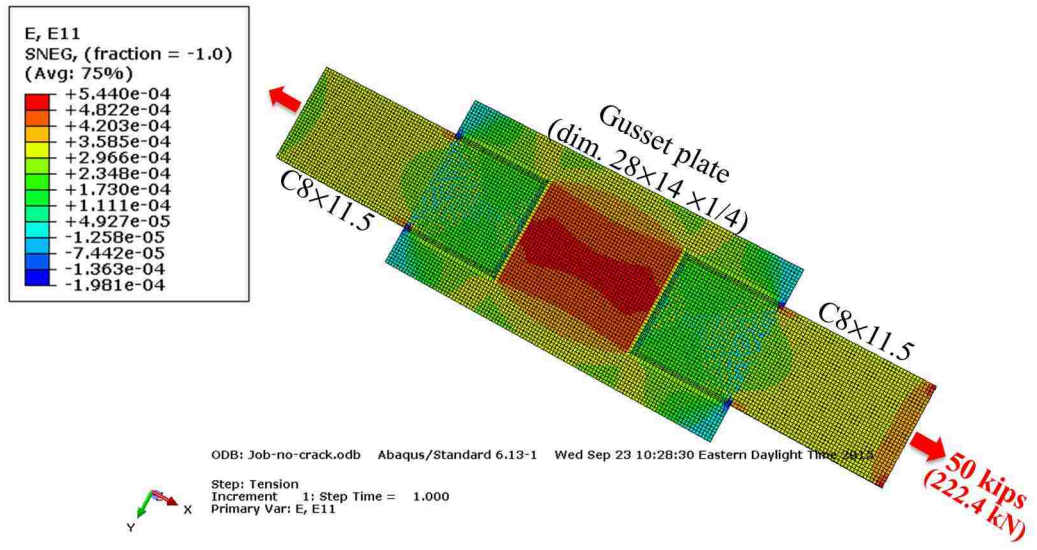 E, E11
SNEG, (fraction = -1.0)
(Avg: 75%)
+5.440e-04
+4.822e-04
+4.203e-04
+3.585e-04
+2.966e-04
+2.348e-04
+1.730e-04
+1.111e-04
+4.927e-05
-1.258e-05
-7.442e-05
-1.363e-04
-1.981e-04
Gusset plate
(dim. 28×14 ×1/4)
C8×11.5
C8×11.5
50 kips
(222.4 kN)
ODB: Job-no-crack.odb Abaqus/Standard 6.13-1 Wed Sep 23 10:28:30 Eastern Daylight Time 2015
Step: Tension
Increment 1: Step Time = 1.000
Primary Var: E, E11
X
Y